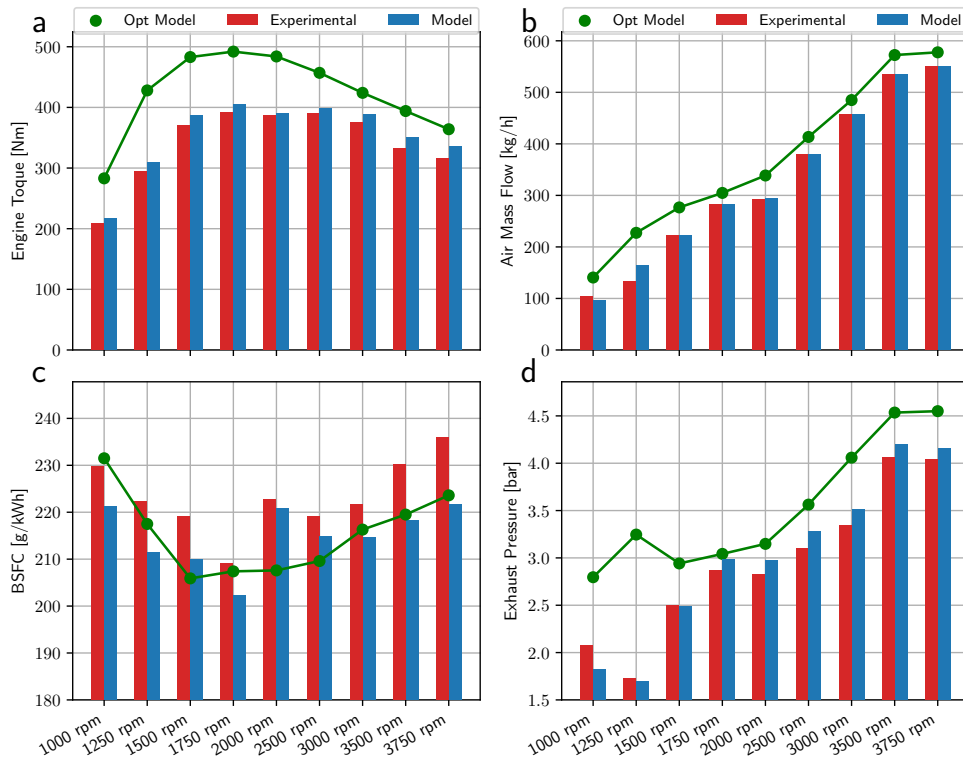 a
Opt Model
Experimental
Model
Engine Toque [Nm]
500
400
300
200
100
0
b
Opt Model
Experimental
Model
Air Mass Flow [kg/h]
600
500
400
300
200
100
0
c
BSFC [g/kWh]
240
230
220
210
200
190
180
1000 rpm
1250 rpm
1500 rpm
1750 rpm
2000 rpm
2500 rpm
3000 rpm
3500 rpm
3750 rpm
d
Exhaust Pressure [bar]
4.5
4.0
3.5
3.0
2.5
2.0
1.5
1000 rpm
1250 rpm
1500 rpm
1750 rpm
2000 rpm
2500 rpm
3000 rpm
3500 rpm
3750 rpm